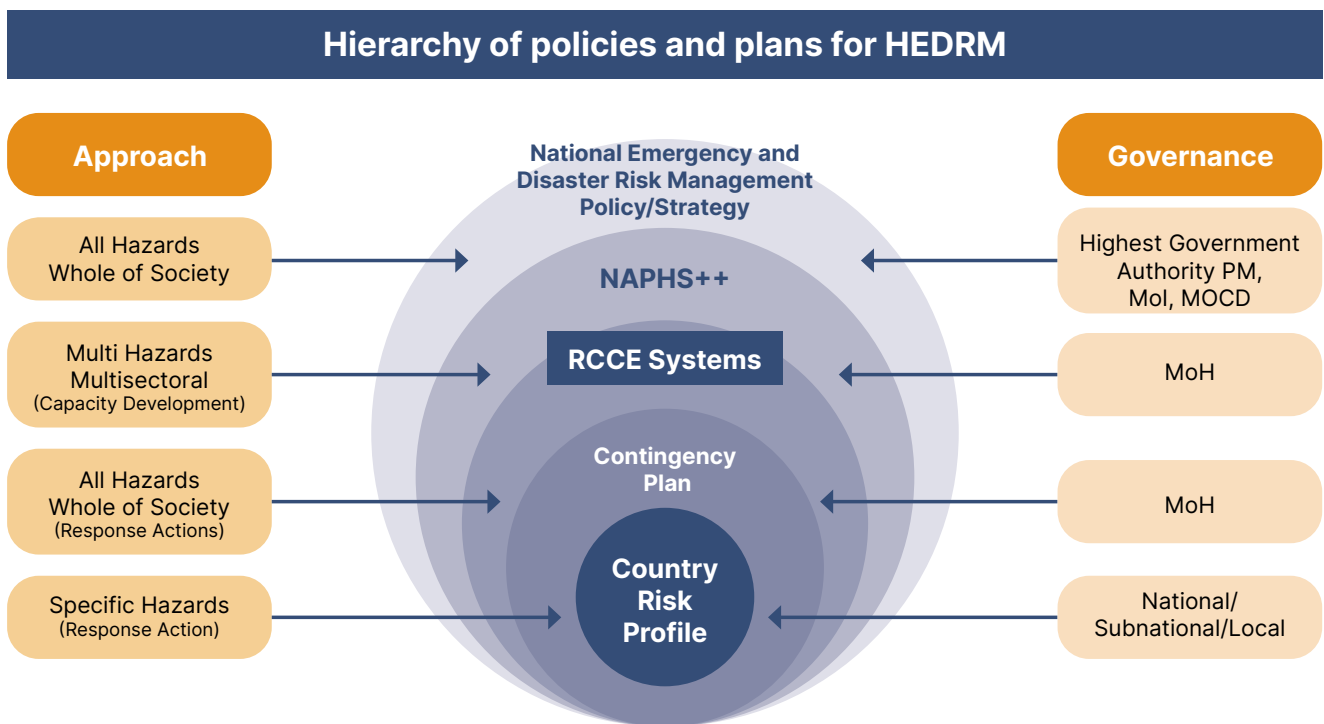 Hierarchy of policies and plans for HEDRM
Approach
All Hazards
Whole of Society
Multi Hazards
Multisectoral
(Capacity Development)
All Hazards
Whole of Society
(Response Actions)
Specific Hazards
(Response Action)
National Emergency and
Disaster Risk Management
Policy/Strategy
NAPHS++
RCCE Systems
Contingency
Plan
Country
Risk
Profile
Governance
Highest Government
Authority PM,
MoI, MOCD
MoH
MoH
National/
Subnational/Local